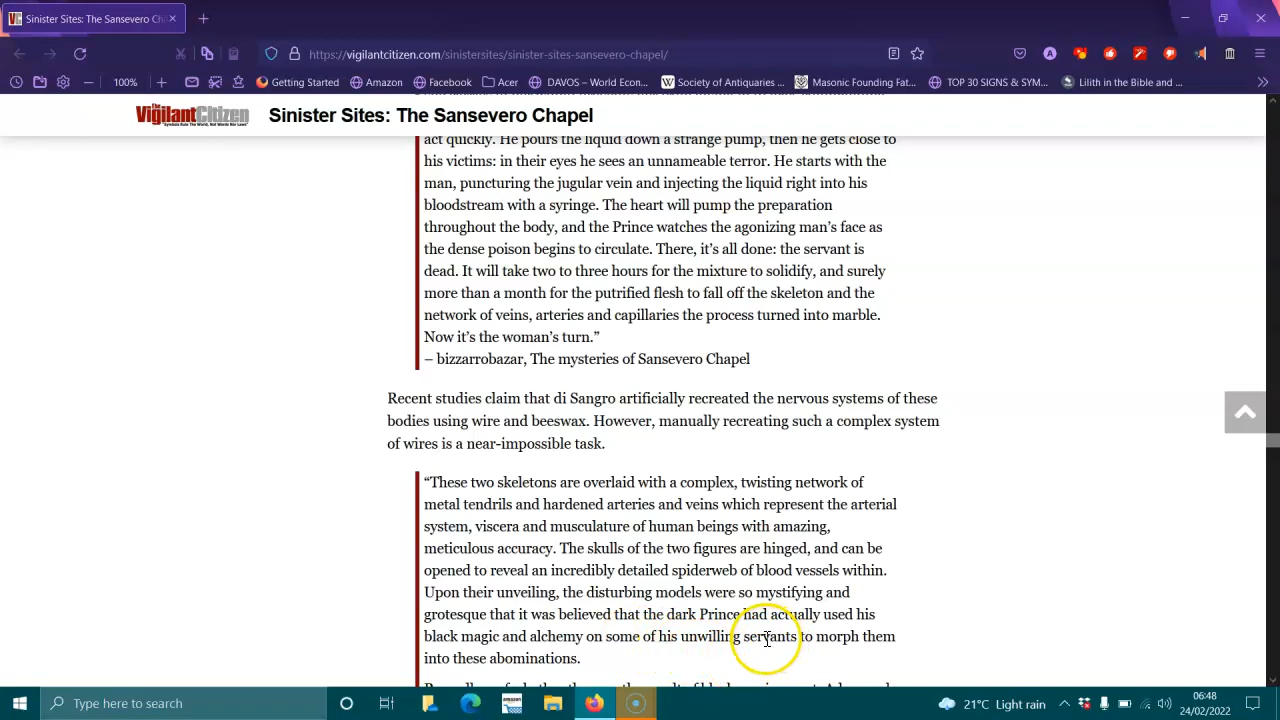 Sinister Sites: The Sansevero Ch
https://vigilantcitizen.com/sinistersites/sinister-sites-sansevero-chapel/
100%
Getting Started
Amazon
Facebook
Acer
DAVOS – World Econ...
Society of Antiquaries ...
Masonic Founding Fat...
TOP 30 SIGNS & SYM...
Lilith in the Bible and ...
The
VigilantCitizen
Sinister Sites: The Sansevero Chapel
act quickly. He pours the liquid down a strange pump, then he gets close to
his victims: in their eyes he sees an unnameable terror. He starts with the
man, puncturing the jugular vein and injecting the liquid right into his
bloodstream with a syringe. The heart will pump the preparation
throughout the body, and the Prince watches the agonizing man’s face as
the dense poison begins to circulate. There, it’s all done: the servant is
dead. It will take two to three hours for the mixture to solidify, and surely
more than a month for the putrified flesh to fall off the skeleton and the
network of veins, arteries and capillaries the process turned into marble.
Now it’s the woman’s turn.”
– bizzarrobazar, The mysteries of Sansevero Chapel
Recent studies claim that di Sangro artificially recreated the nervous systems of these
bodies using wire and beeswax. However, manually recreating such a complex system
of wires is a near-impossible task.
“These two skeletons are overlaid with a complex, twisting network of
metal tendrils and hardened arteries and veins which represent the arterial
system, viscera and musculature of human beings with amazing,
meticulous accuracy. The skulls of the two figures are hinged, and can be
opened to reveal an incredibly detailed spiderweb of blood vessels within.
Upon their unveiling, the disturbing models were so mystifying and
grotesque that it was believed that the dark Prince had actually used his
black magic and alchemy on some of his unwilling servants to morph them
into these abominations.
Type here to search
21°C Light rain
06:48
24/02/2022